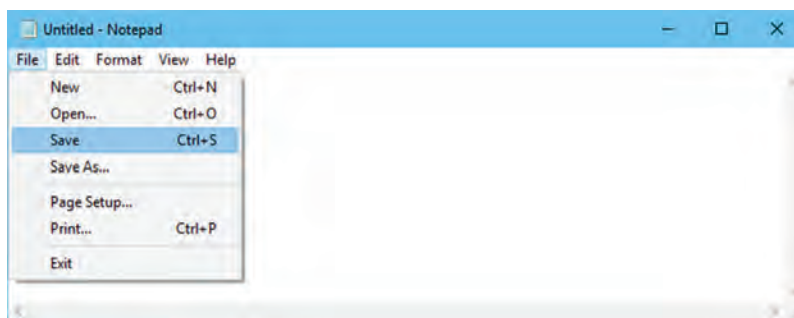 Untitled - Notepad
File Edit Format View Help
New Ctrl+N
Open... Ctrl+O
Save Ctrl+S
Save As...
Page Setup...
Print... Ctrl+P
Exit